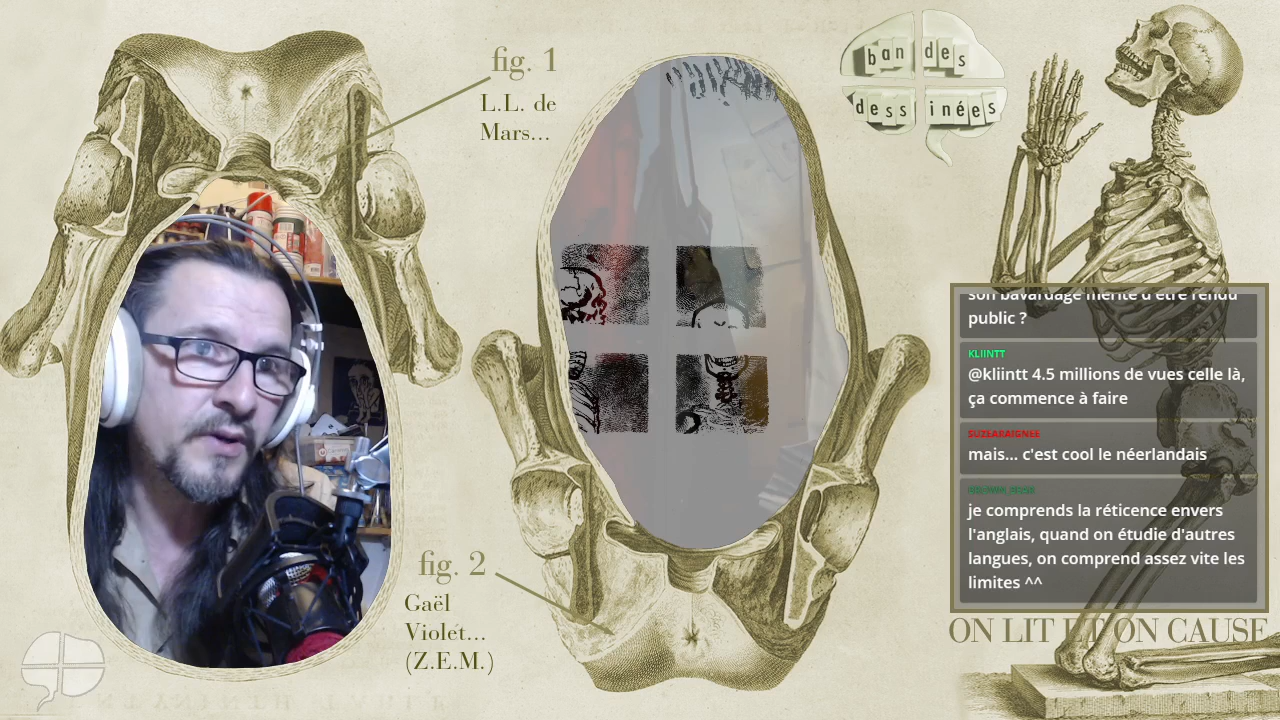 fig. 1
L.L. de
Mars...
ban des
dess inées
son bavardage mérite d'être rendu
public ?
KLIINTT
@kliintt 4.5 millions de vues celle là,
ça commence à faire
SUZEARAIGNEE
mais... c'est cool le néerlandais
je comprends la réticence envers
l'anglais, quand on étudie d'autres
langues, on comprend assez vite les
limites ^^
fig. 2
Gaël
Violet...
(Z.E.M.)
ON LIT ET ON CAUSE